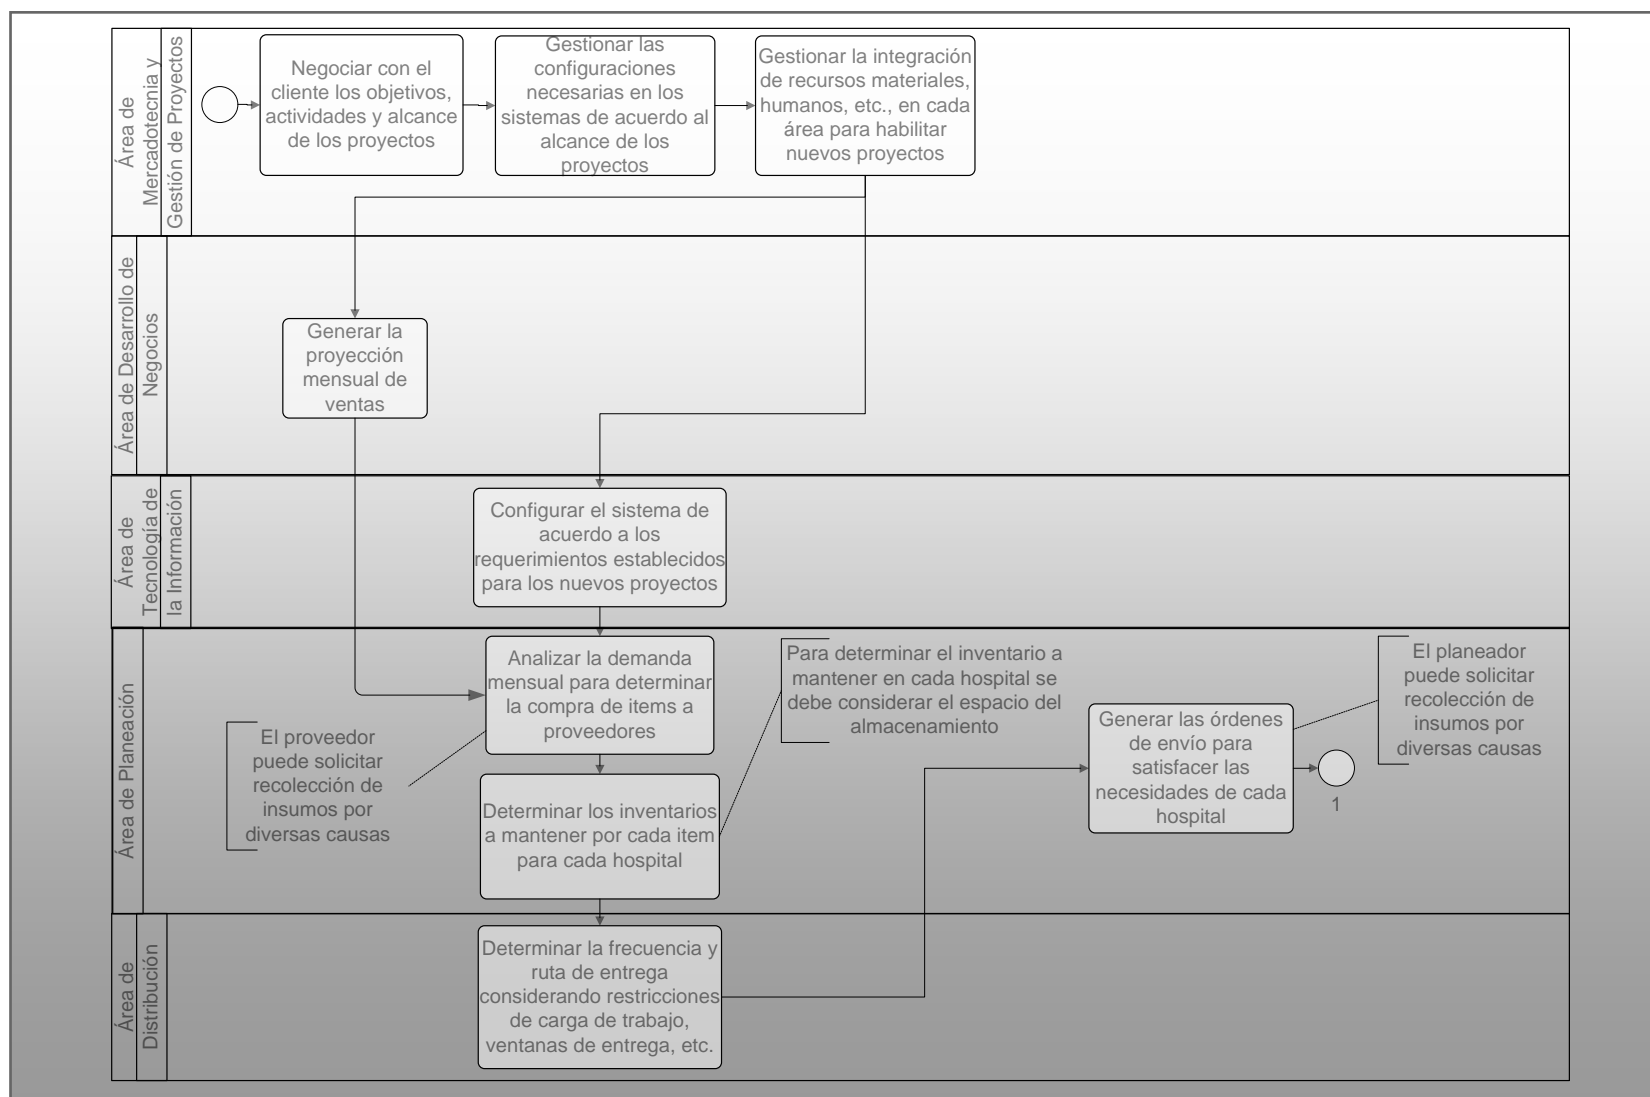 Área de
Mercadotecnia y
Gestión de Proyectos
Negociar con el
cliente los objetivos,
actividades y alcance
de los proyectos
Gestionar las
configuraciones
necesarias en los
sistemas de acuerdo al
alcance de los
proyectos
Gestionar la integración
de recursos materiales,
humanos, etc., en cada
área para habilitar
nuevos proyectos
Área de Desarrollo de
Negocios
Generar la
proyección
mensual de
ventas
Área de
Tecnología de
la Información
Configurar el sistema de
acuerdo a los
requerimientos establecidos
para los nuevos proyectos
Área de Planeación
El proveedor
puede solicitar
recolección de
insumos por
diversas causas
Analizar la demanda
mensual para determinar
la compra de items a
proveedores
Determinar los inventarios
a mantener por cada item
para cada hospital
Para determinar el inventario a
mantener en cada hospital se
debe considerar el espacio del
almacenamiento
Generar las órdenes
de envío para
satisfacer las
necesidades de cada
hospital
1
El planeador
puede solicitar
recolección de
insumos por
diversas causas
Área de
Distribución
Determinar la frecuencia y
ruta de entrega
considerando restricciones
de carga de trabajo,
ventanas de entrega, etc.